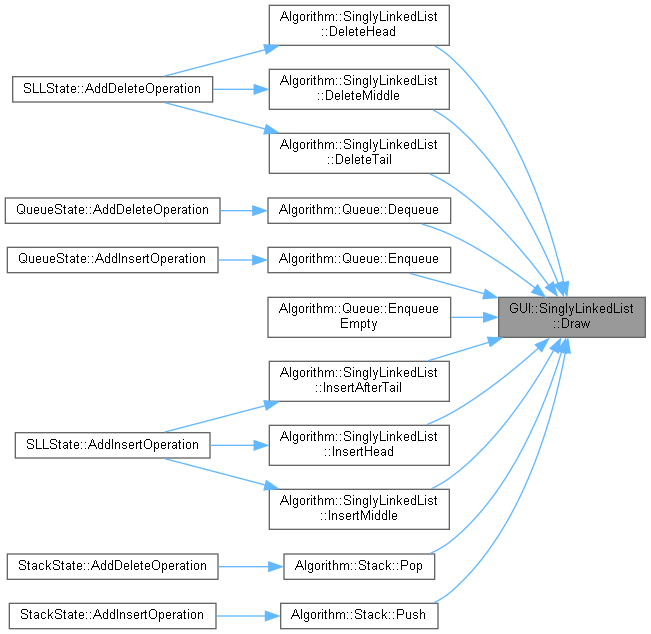 Algorithm::SinglyLinkedList
::DeleteHead
SLLState::AddDeleteOperation
Algorithm::SinglyLinkedList
::DeleteMiddle
Algorithm::SinglyLinkedList
::DeleteTail
QueueState::AddDeleteOperation
Algorithm::Queue::Dequeue
QueueState::AddInsertOperation
Algorithm::Queue::Enqueue
Algorithm::Queue::Enqueue
Empty
GUI::SinglyLinkedList
::Draw
Algorithm::SinglyLinkedList
::InsertAfterTail
SLLState::AddInsertOperation
Algorithm::SinglyLinkedList
::InsertHead
Algorithm::SinglyLinkedList
::InsertMiddle
StackState::AddDeleteOperation
Algorithm::Stack::Pop
StackState::AddInsertOperation
Algorithm::Stack::Push